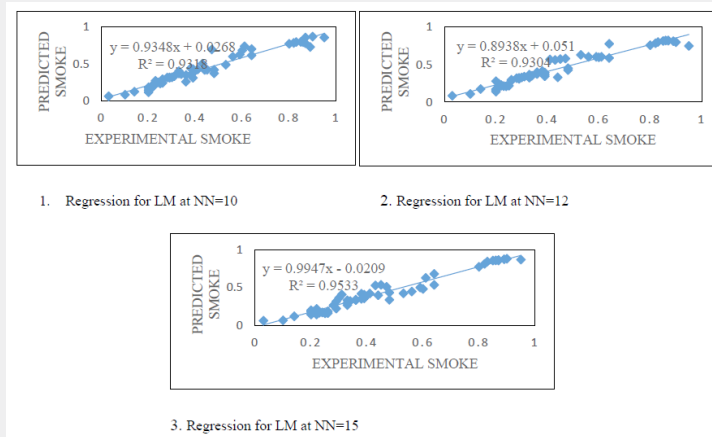 1
0.5
0
PREDICTED
SMOKE
y = 0.9348x + 0.0268
R² = 0.9318
0 0.2 0.4 0.6 0.8 1
EXPERIMENTAL SMOKE
1
0.5
0
PREDICTED
SMOKE
y = 0.8938x + 0.051
R² = 0.9304
0 0.2 0.4 0.6 0.8 1
EXPERIMENTAL SMOKE
1. Regression for LM at NN=10
2. Regression for LM at NN=12
1
0.5
0
PREDICTED
SMOKE
y = 0.9947x - 0.0209
R² = 0.9533
0 0.2 0.4 0.6 0.8 1
EXPERIMENTAL SMOKE
3. Regression for LM at NN=15